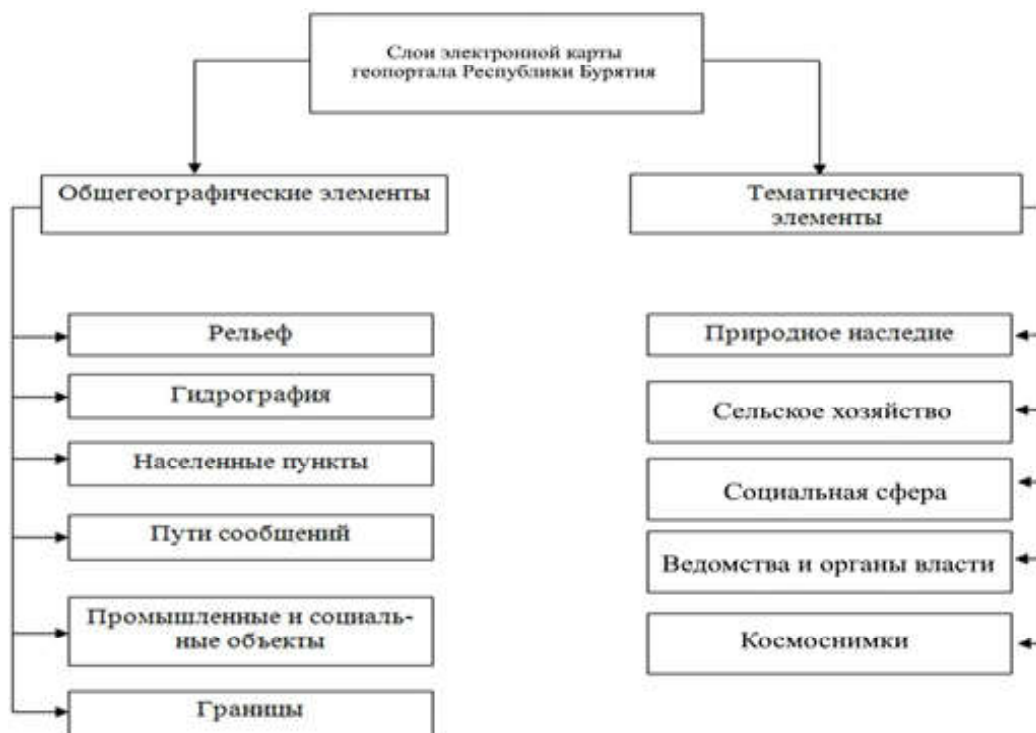 Слои электронной карты
геопортала Республики Бурятия
Общегеографические элементы
Тематические
элементы
Рельеф
Гидрография
Населенные пункты
Пути сообщений
Промышленные и социаль-
ные объекты
Границы
Природное наследие
Сельское хозяйство
Социальная сфера
Ведомства и органы власти
Космоснимки